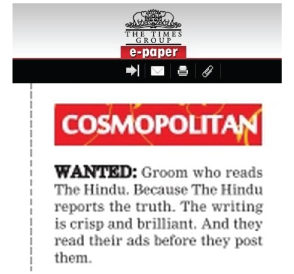 THE TIMES
GROUP
e-paper
COSMOPOLITAN
WANTED: Groom who reads
The Hindu. Because The Hindu
reports the truth. The writing
is crisp and brilliant. And they
read their ads before they post
them.